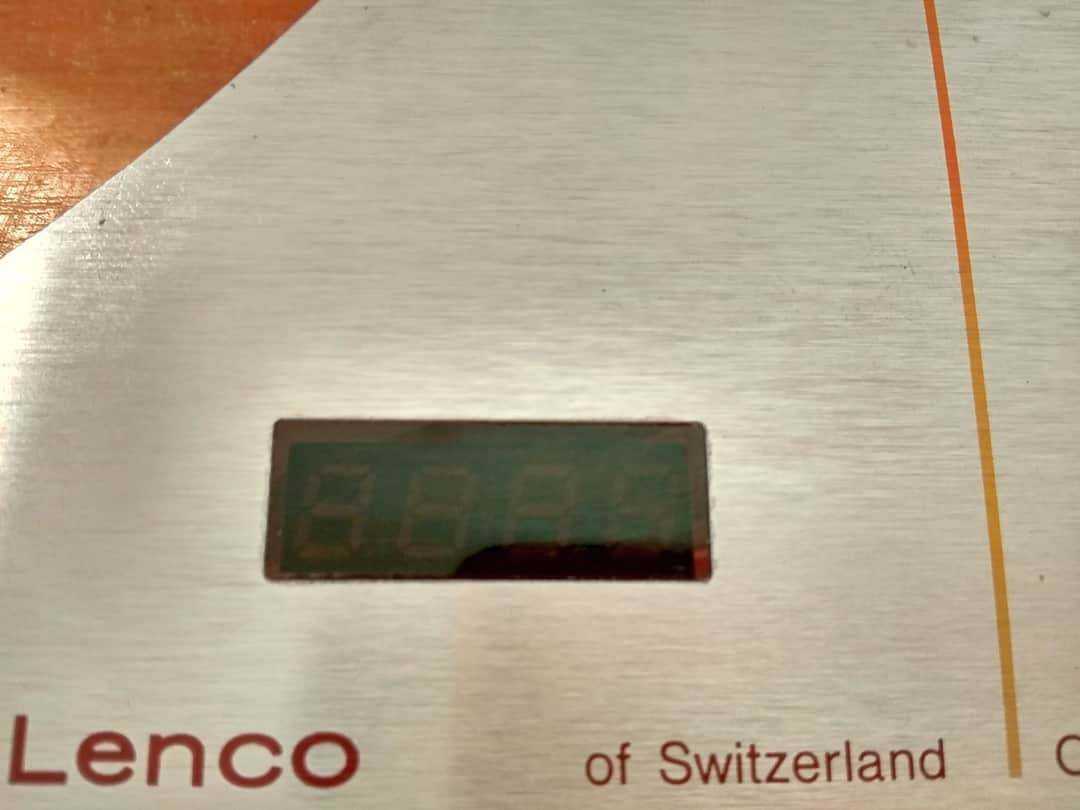 Lenco of Switzerland